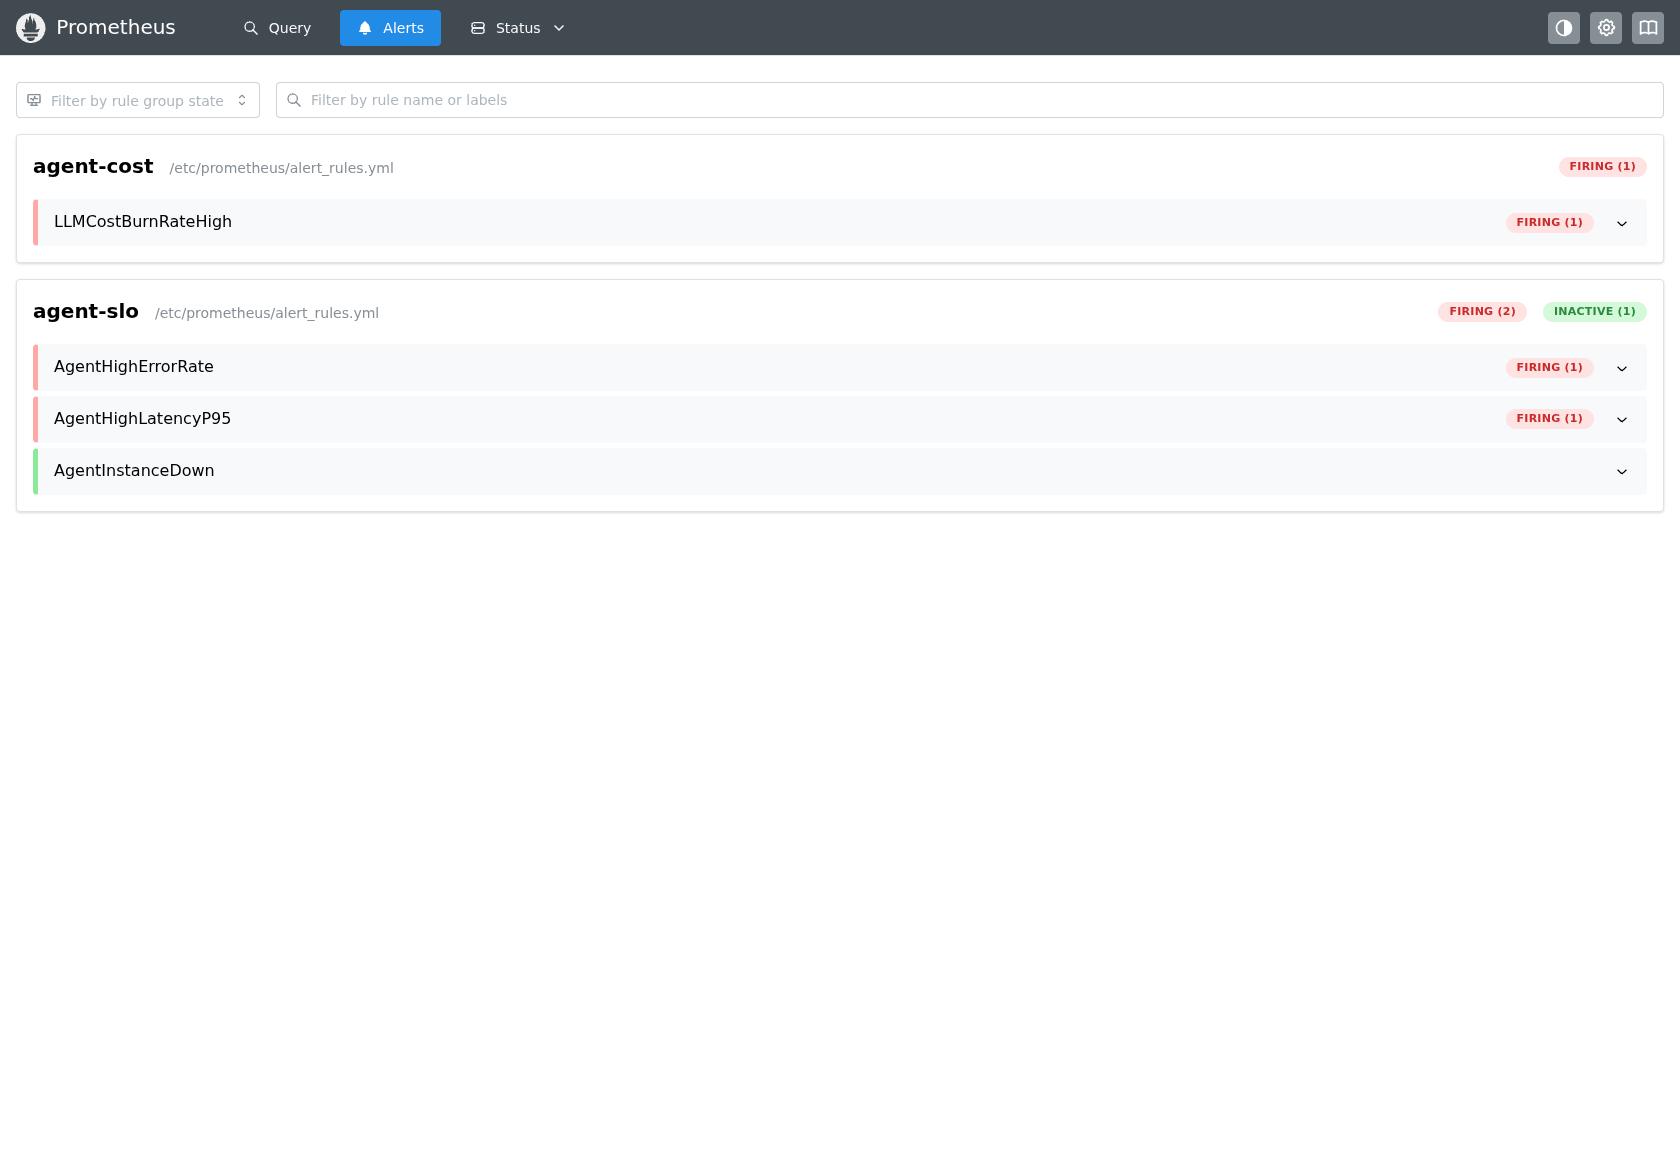 Prometheus Query Alerts Status
Filter by rule group state Filter by rule name or labels
agent-cost /etc/prometheus/alert_rules.yml FIRING (1)
LLMCostBurnRateHigh FIRING (1)
agent-slo /etc/prometheus/alert_rules.yml FIRING (2) INACTIVE (1)
AgentHighErrorRate FIRING (1)
AgentHighLatencyP95 FIRING (1)
AgentInstanceDown